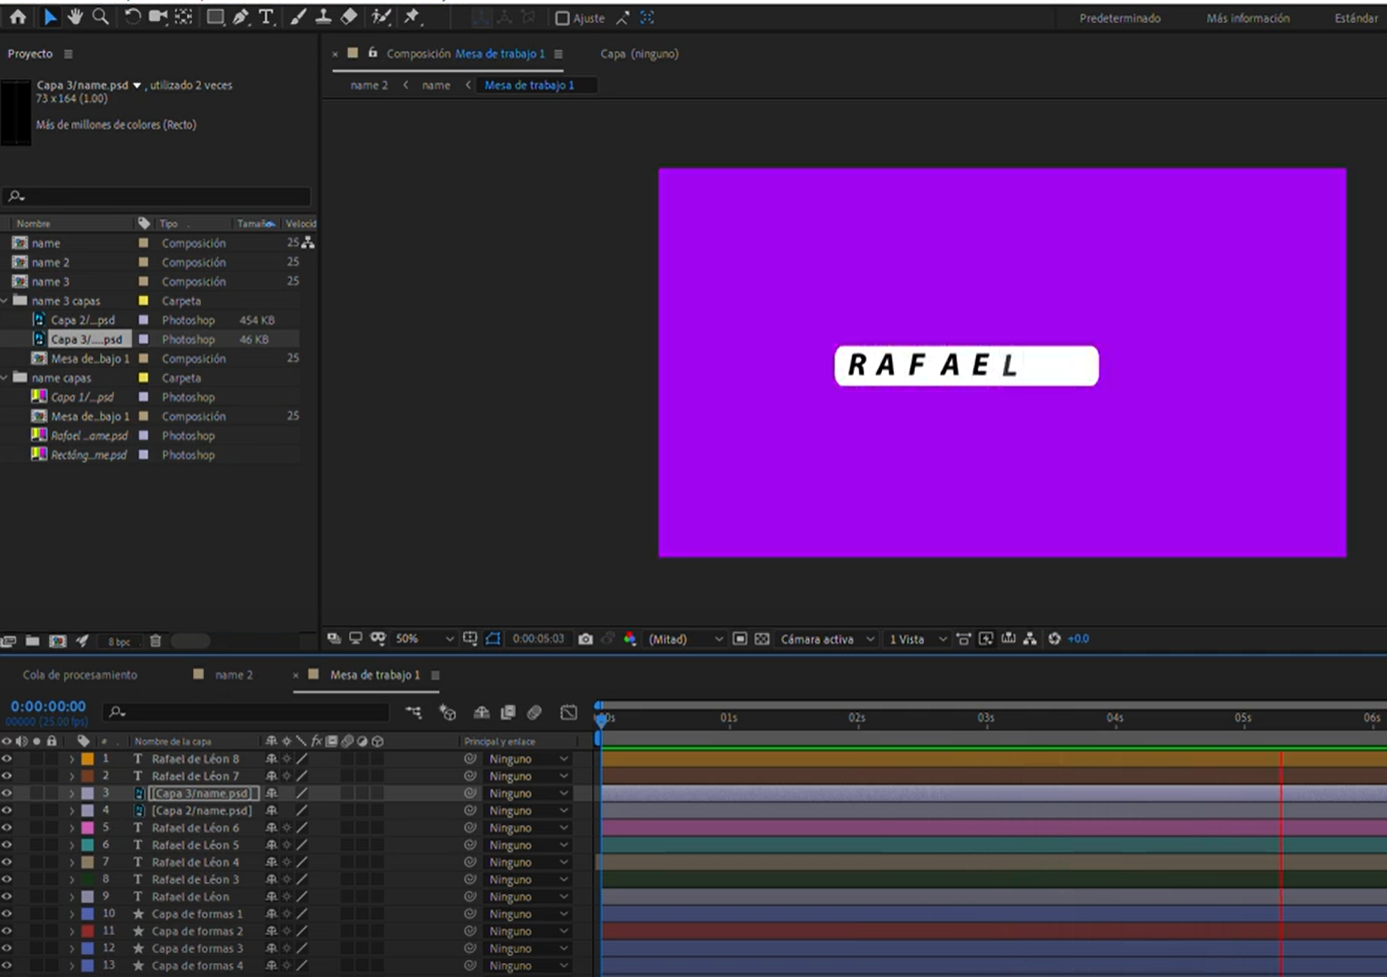 Ajuste
Predeterminado
Más información
Estándar
Proyecto
Composición Mesa de trabajo 1
Capa (ninguno)
Capa 3/name.psd , utilizado 2 veces
73 x 164 (1.00)
Más de millones de colores (Recto)
name 2 name Mesa de trabajo 1
Nombre Tipo Tamaño Velocid
name Composición 25
name 2 Composición 25
name 3 Composición 25
name 3 capas Carpeta
Capa 2/...psd Photoshop 454 KB
Capa 3/.....psd Photoshop 46 KB
Mesa de...bajo 1 Composición 25
name capas Carpeta
Capa 1/...psd Photoshop
Mesa de...bajo 1 Composición 25
Rafael ...ame.psd Photoshop
Rectáng...me.psd Photoshop
RAFAEL
8 bpc
50% 0:00:05:03 (Mitad) Cámara activa 1 Vista +0.0
Cola de procesamiento name 2 Mesa de trabajo 1
0:00:00:00
00000 (25.00 fps)
01s 02s 03s 04s 05s 06s
# Nombre de la capa fx Principal y enlace
1 T Rafael de Léon 8 Ninguno
2 T Rafael de Léon 7 Ninguno
3 [Capa 3/name.psd] Ninguno
4 [Capa 2/name.psd] Ninguno
5 T Rafael de Léon 6 Ninguno
6 T Rafael de Léon 5 Ninguno
7 T Rafael de Léon 4 Ninguno
8 T Rafael de Léon 3 Ninguno
9 T Rafael de Léon Ninguno
10 Capa de formas 1 Ninguno
11 Capa de formas 2 Ninguno
12 Capa de formas 3 Ninguno
13 Capa de formas 4 Ninguno